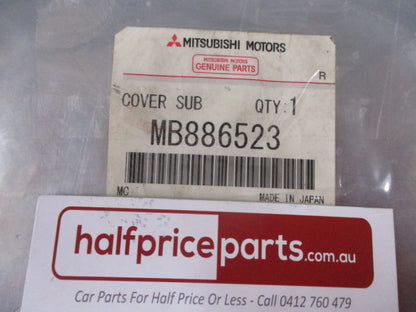 MITSUBISHI MOTORS
MITSUBISHI MOTORS
GENUINE PARTS
R
COVER SUB QTY:1
MB886523
MC MADE IN JAPAN
halfpriceparts.com.au
Car Parts For Half Price Or Less - Call 0412 760 479